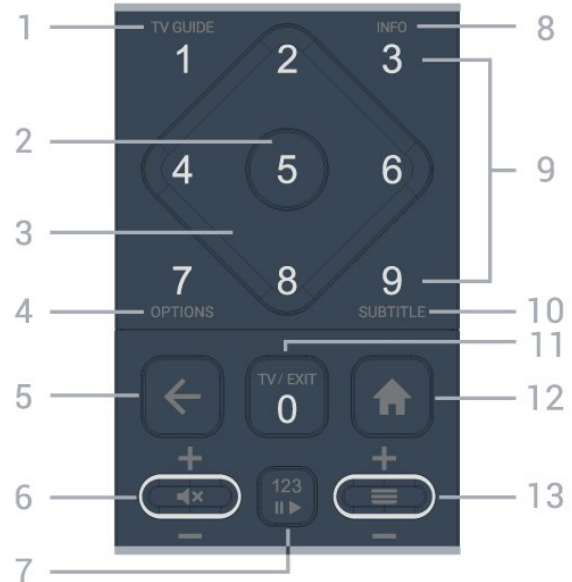 1 TV GUIDE INFO 8
1 2 3
2 9
4 5 6
3
7 8 9
4 OPTIONS SUBTITLE 10
11
TV / EXIT
5 0 12
+ +
6 13
123
− −
7